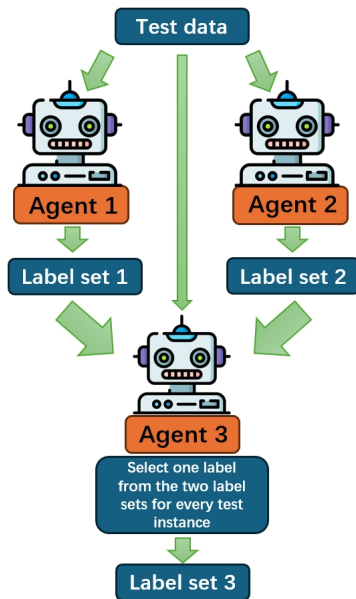 Test data
Agent 1
Agent 2
Label set 1
Label set 2
Agent 3
Select one label
from the two label
sets for every test
instance
Label set 3